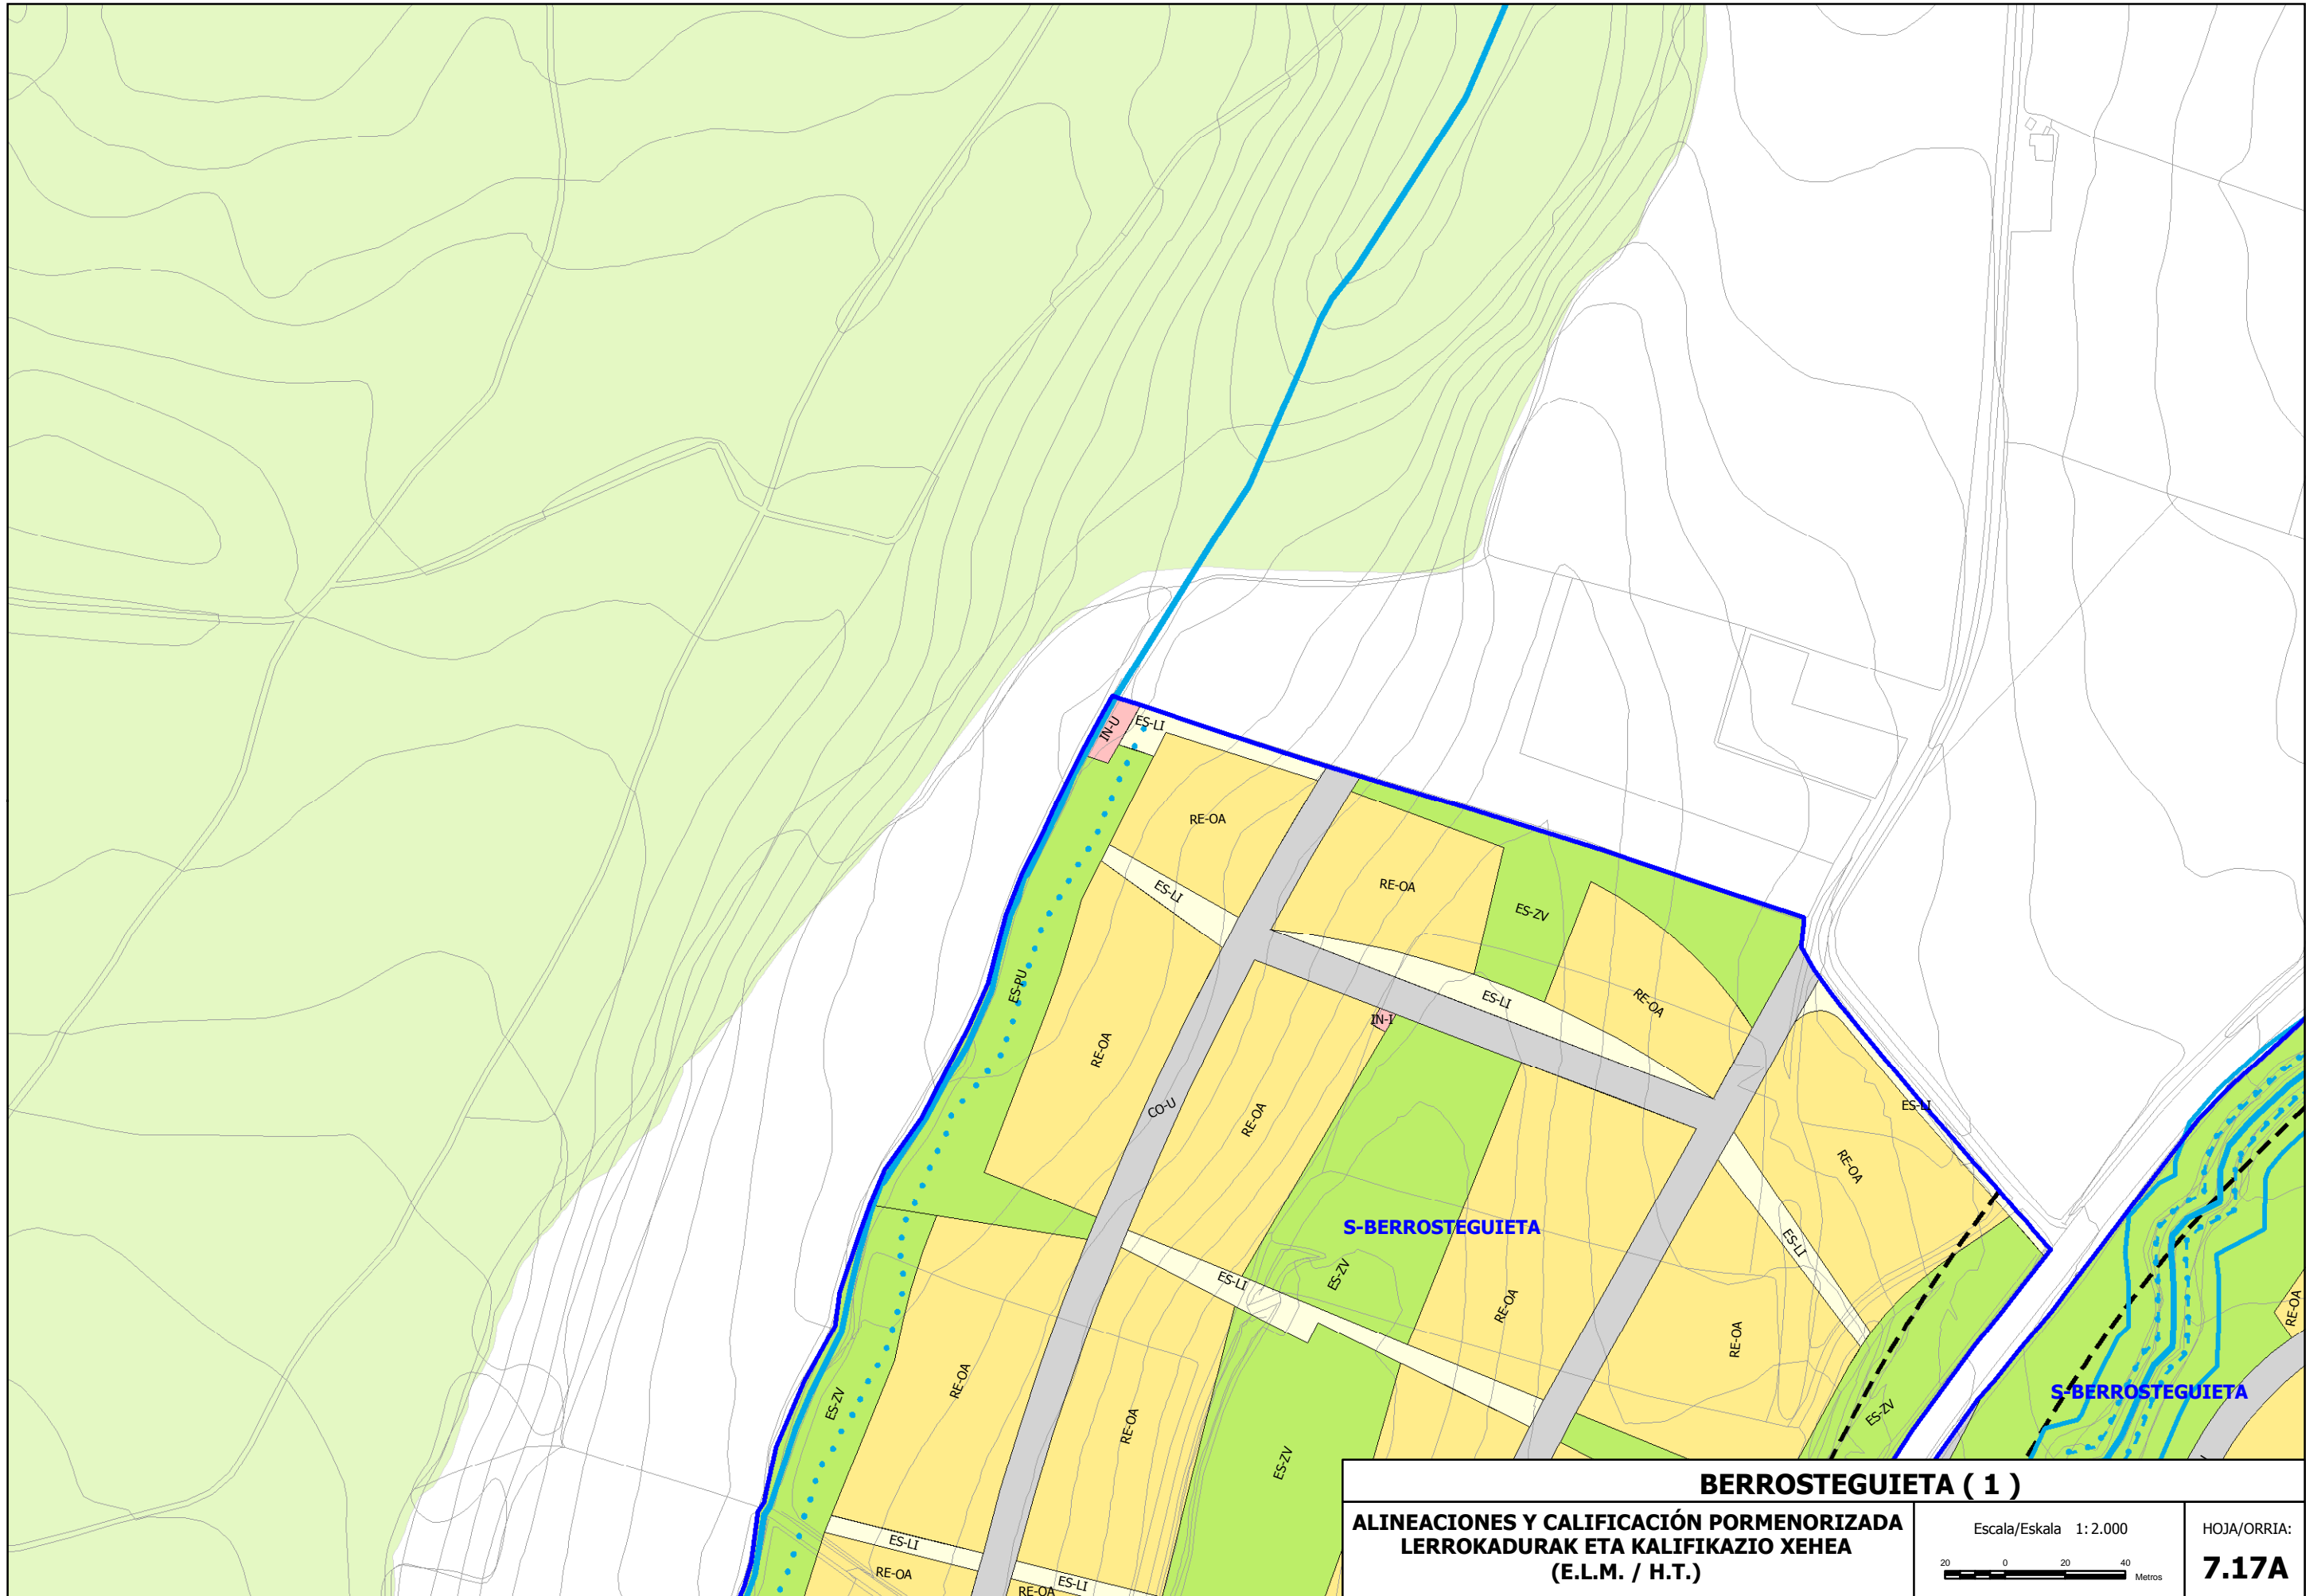 IN-U
ES-LI
RE-OA
RE-OA
ES-LI
ES-ZV
ES-PU
ES-LI
RE-OA
IN-I
RE-OA
CO-U
RE-OA
ES-LI
RE-OA
S-BERROSTEGUIETA
ES-LI
ES-LI
ES-ZV
RE-OA
RE-OA
RE-OA
RE-OA
ES-ZV
RE-OA
S-BERROSTEGUIETA
ES-ZV
ES-ZV
ES-LI
RE-OA
ES-LI
RE-OA
BERROSTEGUIETA ( 1 )
ALINEACIONES Y CALIFICACIÓN PORMENORIZADA
LERROKADURAK ETA KALIFIKAZIO XEHEA
(E.L.M. / H.T.)
Escala/Eskala 1:2.000
20 0 20 40 Metros
HOJA/ORRIA:
7.17A